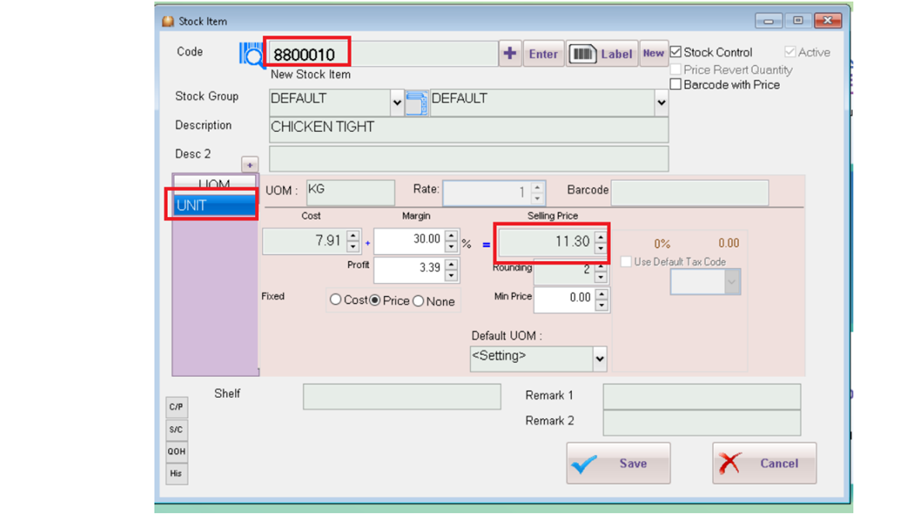 Stock Item
Code 8800010 + Enter Label New Stock Control Active
New Stock Item Price Revert Quantity
Barcode with Price
Stock Group DEFAULT DEFAULT
Description CHICKEN TIGHT
Desc 2 +
UOM UOM : KG Rate: 1 Barcode
UNIT
Cost Margin Selling Price
7.91 + 30.00 % = 11.30 0% 0.00
Profit 3.39 Rounding 2 Use Default Tax Code
Fixed Cost Price None Min Price 0.00
Default UOM :
<Setting>
Shelf Remark 1
C/P
Remark 2
S/C
QOH
His
Save Cancel